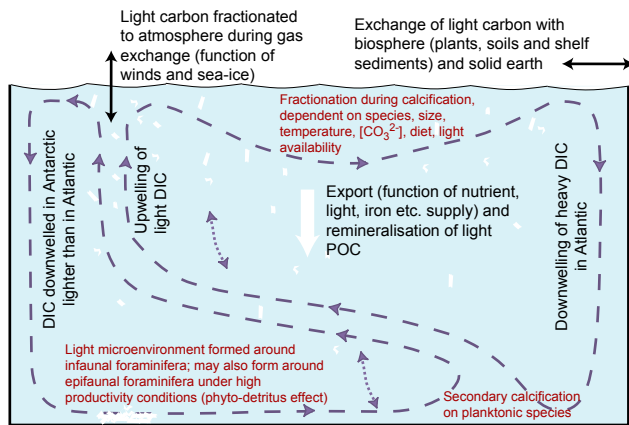 Light carbon fractionated
to atmosphere during gas
exchange (function of
winds and sea-ice)
Exchange of light carbon with
biosphere (plants, soils and shelf
sediments) and solid earth
Fractionation during calcification,
dependent on species, size,
temperature, [CO₃²⁻], diet, light
availability
DIC downwelled in Antarctic
lighter than in Atlantic
Upwelling of
light DIC
Export (function of nutrient,
light, iron etc. supply) and
remineralisation of light
POC
Downwelling of heavy DIC
in Atlantic
Light microenvironment formed around
infaunal foraminifera; may also form around
epifaunal foraminifera under high
productivity conditions (phyto-detritus effect)
Secondary calcification
on planktonic species